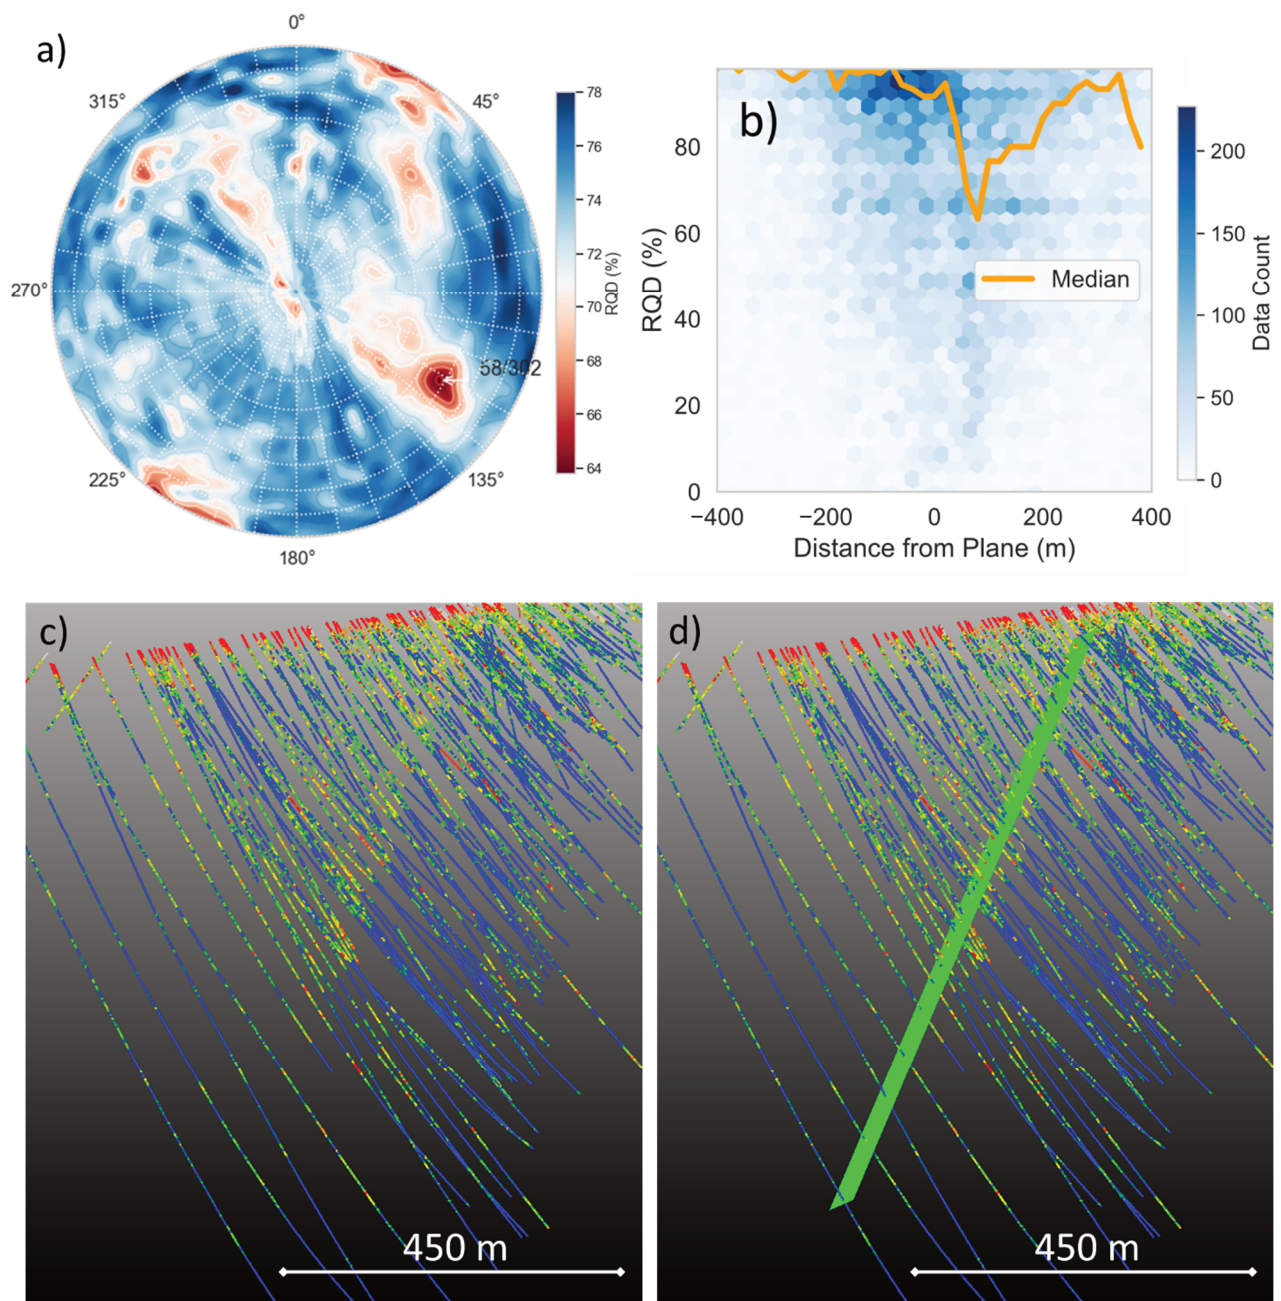 a)
0°
45°
135°
180°
225°
270°
315°
58/302
78
76
74
72
70
68
66
64
RQD (%)
b)
80
60
40
20
0
RQD (%)
−400
−200
0
200
400
Distance from Plane (m)
Median
200
150
100
50
0
Data Count
c)
450 m
d)
450 m